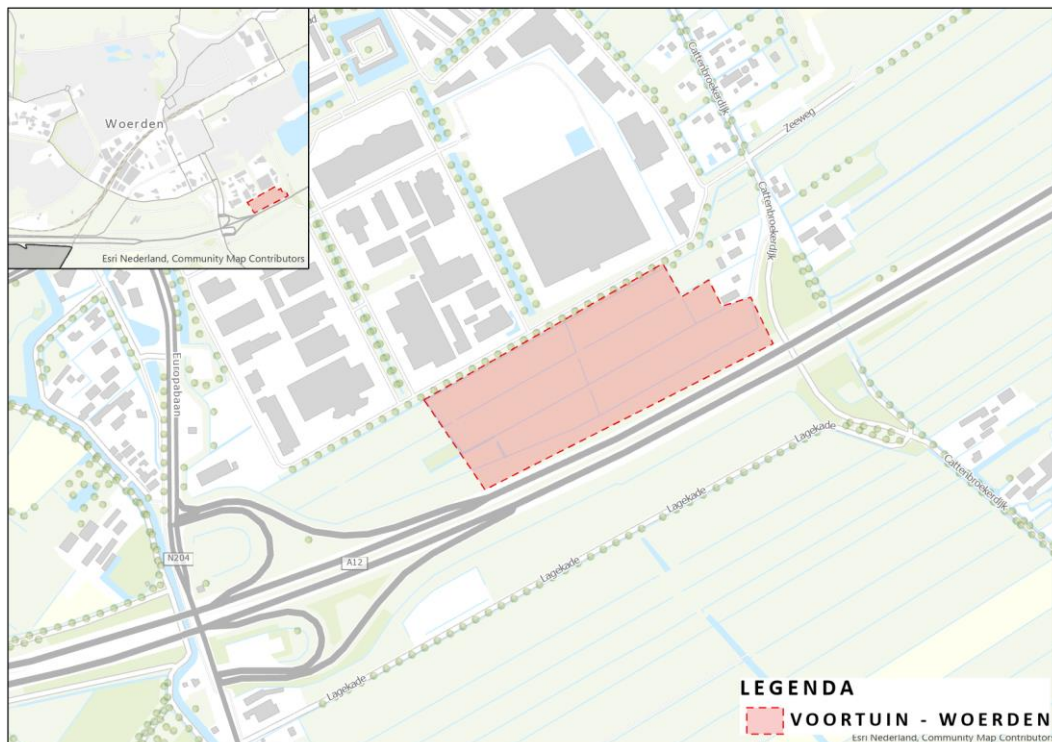 Woerden
Esri Nederland, Community Map Contributors
Cattenbroekerdijk
Zeeweg
Cattenbroekerdijk
Europabaan
Lagekade
Lagekade
Cattenbroekerdijk
N204
A12
Lagekade
Lagekade
LEGENDA
VOORTUIN - WOERDEN
Esri Nederland, Community Map Contributors